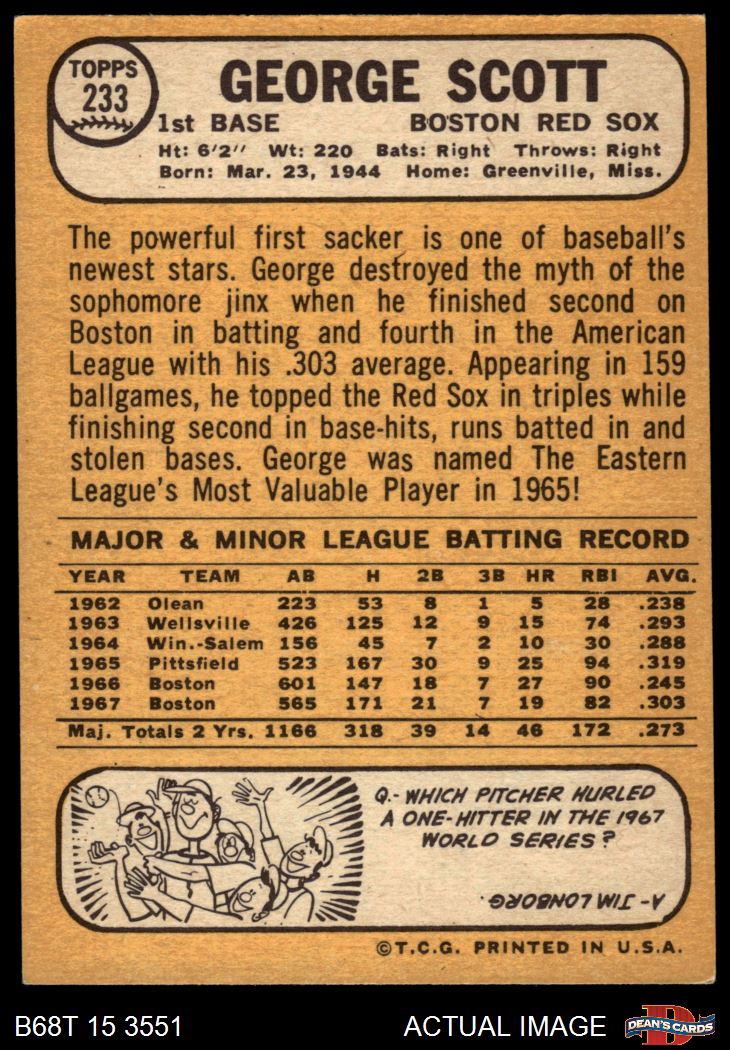 TOPPS
233
GEORGE SCOTT
1st BASE BOSTON RED SOX
Ht: 6'2" Wt: 220 Bats: Right Throws: Right
Born: Mar. 23, 1944 Home: Greenville, Miss.
The powerful first sacker is one of baseball's
newest stars. George destroyed the myth of the
sophomore jinx when he finished second on
Boston in batting and fourth in the American
League with his .303 average. Appearing in 159
ballgames, he topped the Red Sox in triples while
finishing second in base-hits, runs batted in and
stolen bases. George was named The Eastern
League's Most Valuable Player in 1965!
MAJOR & MINOR LEAGUE BATTING RECORD
YEAR TEAM AB H 2B 3B HR RBI AVG.
1962 Olean 223 53 8 1 5 28 .238
1963 Wellsville 426 125 12 9 15 74 .293
1964 Win.-Salem 156 45 7 2 10 30 .288
1965 Pittsfield 523 167 30 9 25 94 .319
1966 Boston 601 147 18 7 27 90 .245
1967 Boston 565 171 21 7 19 82 .303
Maj. Totals 2 Yrs. 1166 318 39 14 46 172 .273
Q.- WHICH PITCHER HURLED
A ONE-HITTER IN THE 1967
WORLD SERIES?
A- JIM LONBORG.
©T.C.G. PRINTED IN U.S.A.
B68T 15 3551 ACTUAL IMAGE D DEAN'S CARDS